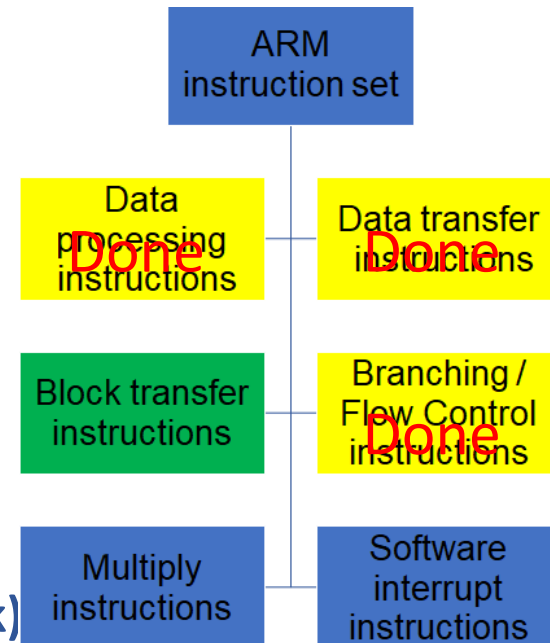 ARM
instruction set
Data
processing
instructions
Done
Data transfer
instructions
Done
Block transfer
instructions
Branching /
Flow Control
instructions
Done
Multiply
instructions
Software
interrupt
instructions
)